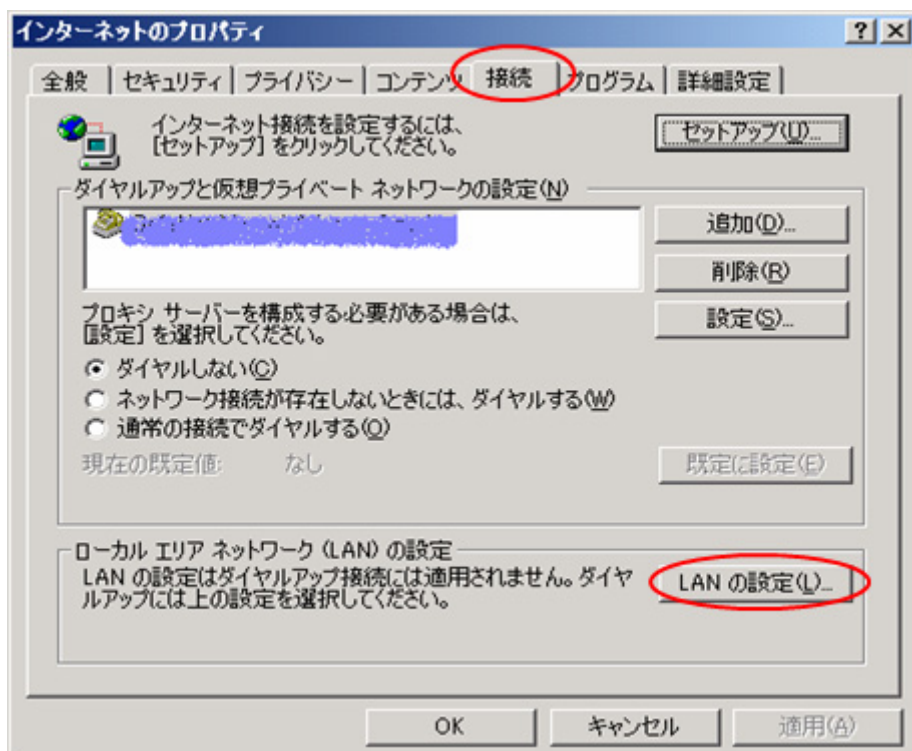 インターネットのプロパティ
全般 セキュリティ プライバシー コンテンツ 接続 プログラム 詳細設定
インターネット接続を設定するには、
[セットアップ] をクリックしてください。
セットアップ(U)...
ダイヤルアップと仮想プライベート ネットワークの設定(N)
追加(D)...
削除(R)
プロキシ サーバーを構成する必要がある場合は、
[設定] を選択してください。
設定(S)...
ダイヤルしない(C)
ネットワーク接続が存在しないときには、ダイヤルする(W)
通常の接続でダイヤルする(O)
現在の既定値: なし
既定に設定(E)
ローカル エリア ネットワーク (LAN) の設定
LAN の設定はダイヤルアップ接続には適用されません。ダイヤ
ルアップには上の設定を選択してください。
LAN の設定(L)...
OK キャンセル 適用(A)